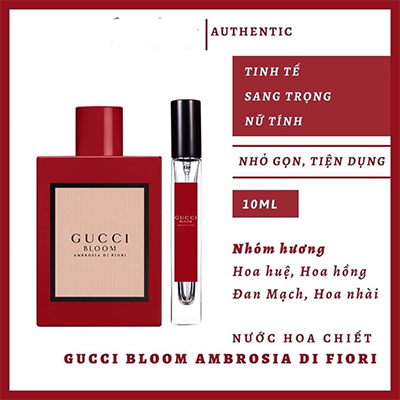 AUTHENTIC
TINH TẾ
SANG TRỌNG
NỮ TÍNH
NHỎ GỌN, TIỆN DỤNG
10ML
GUCCI
BLOOM
AMBROSIA DI FIORI
Nhóm hương
Hoa huệ, Hoa hồng
Đan Mạch, Hoa nhài
NƯỚC HOA CHIẾT
GUCCI BLOOM AMBROSIA DI FIORI